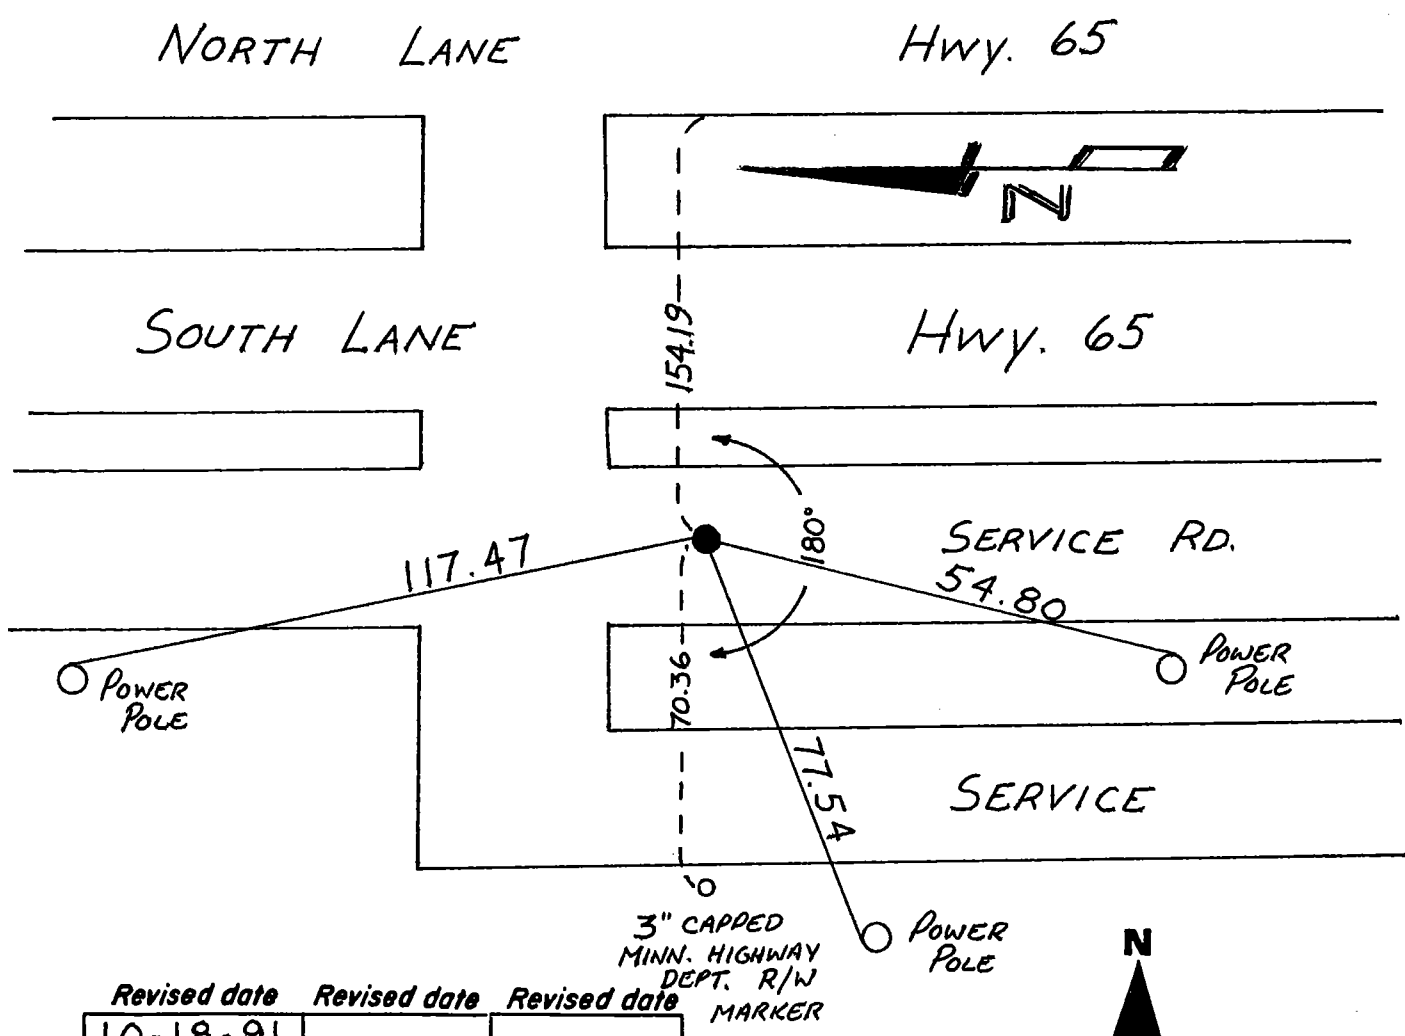 NORTH LANE
Hwy. 65
N
154.19
SOUTH LANE
Hwy. 65
180°
SERVICE RD.
117.47
54.80
POWER
POLE
70.36
POWER
POLE
77.54
SERVICE
3" CAPPED
MINN. HIGHWAY
DEPT. R/W
MARKER
POWER
POLE
N
Revised date Revised date Revised date
10-18-91